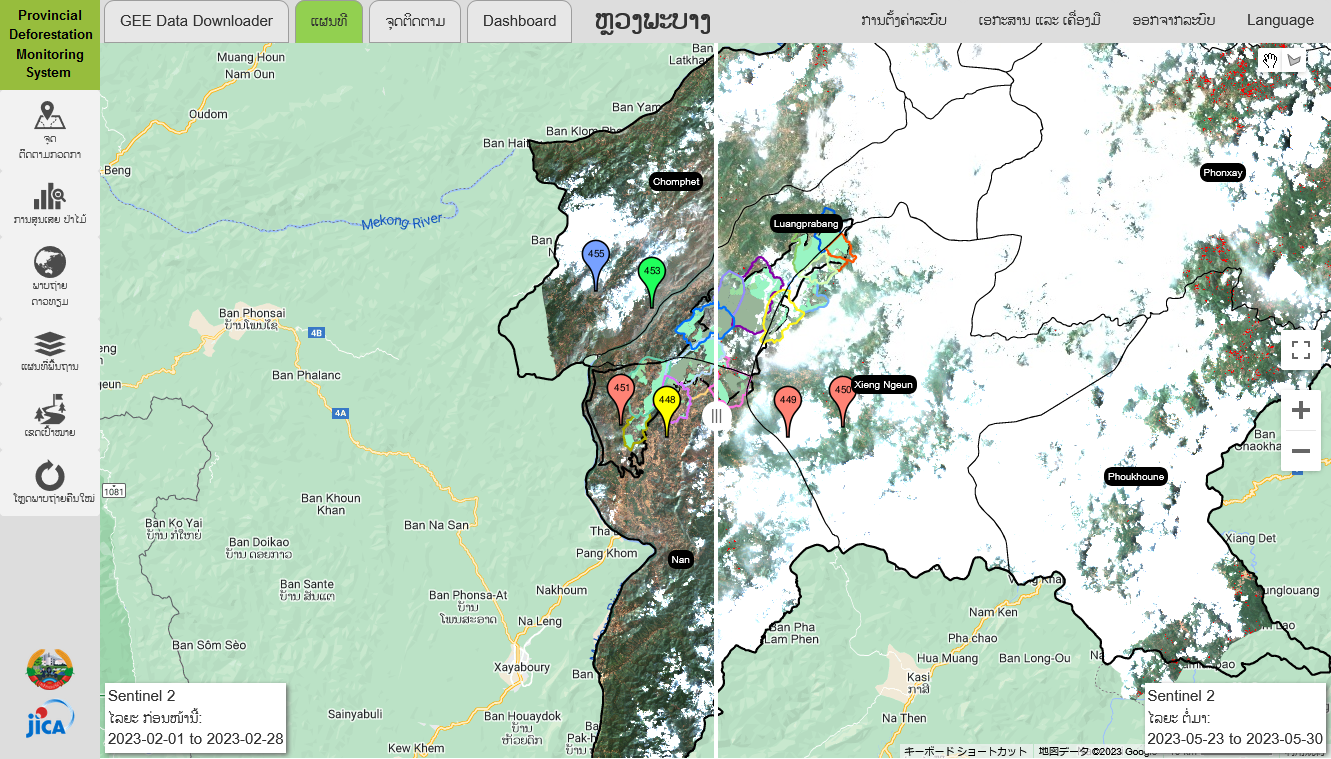 Provincial
Deforestation
Monitoring
System
GEE Data Downloader
ແຜນທີ່
ຈຸດຕິດຕາມ
Dashboard
ຫຼວງພະບາງ
ການຕັ້ງຄ່າລະບົບ
ເອກະສານ ແລະ ເຄື່ອງມື
ອອກຈາກລະບົບ
Language
ຈຸດ
ຕິດຕາມກວດກາ
ການສູນເສຍ ປ່າໄມ້
ພາບຖ່າຍ
ດາວທຽມ
ແຜນທີ່ພື້ນຖານ
ເຂດເປົ້າໝາຍ
ໂຫຼດພາບຖ່າຍຄືນໃໝ່
JICA
Muang Houn
Nam Oun
Oudom
Beng
Mekong River
Ban
Latkha
Ban Yam
Ban Klom Pho
Ban Hait
Ban
Chomphet
Phonxay
Luangprabang
455
453
Ban Phonsai
ບ້ານໂພນໄຊ
4B
eng
geun
Ban Phalanc
4A
451
448
449
450
Xieng Ngeun
Ban
Phoukhoune
1081
Ban Khoun
Khan
Ban Ko Yai
ບ້ານ ກໍ່ໃຫຍ່
Ban Doikao
ບ້ານ ດອຍກາວ
Ban Na San
Tha
Pang Khom
Nan
Xiang Det
Ban Sante
ບ້ານ ສັນແຕ
Ban Phonsa-At
ບ້ານ
ໂພນສະອາດ
Nakhoum
Na Leng
unglouang
Nam Ken
Ban Pha
Lam Phen
Pha chao
Hua Muang
Ban Long-Ou
Ban Sôm Sèo
Xayaboury
Ban
Kasi
ກາສີ
Na Then
Sainyabuli
Ban Houaydok
ບ້ານ
ຫ້ວຍດົກ
Kew Khem
Ba
Pak-h
ບ້ານ
Sentinel 2
ໄລຍະ ກ່ອນໜ້ານີ້:
2023-02-01 to 2023-02-28
Sentinel 2
ໄລຍະ ຕໍ່ມາ:
2023-05-23 to 2023-05-30
キーボード ショートカット
地図データ ©2023 Google